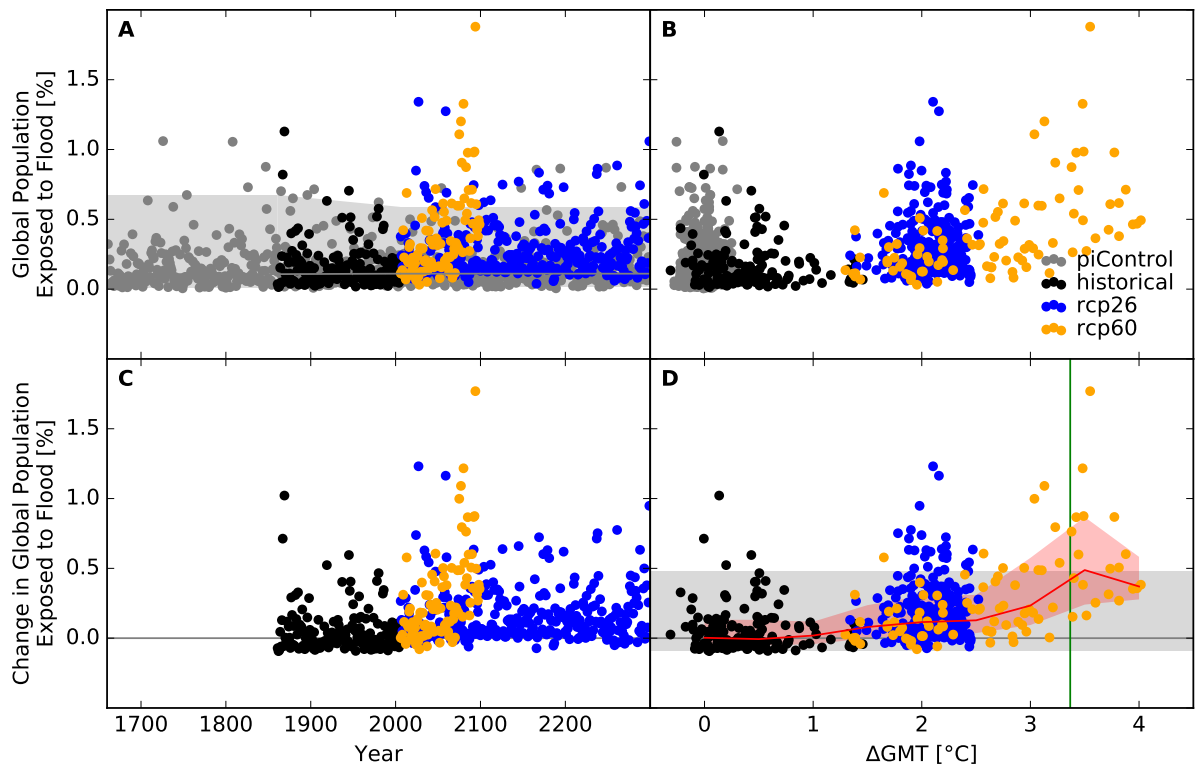 A
B
Global Population
Exposed to Flood [%]
1.5
1.0
0.5
0.0
piControl
historical
rcp26
rcp60
C
D
Change in Global Population
Exposed to Flood [%]
1.5
1.0
0.5
0.0
1700 1800 1900 2000 2100 2200
0 1 2 3 4
Year
ΔGMT [°C]